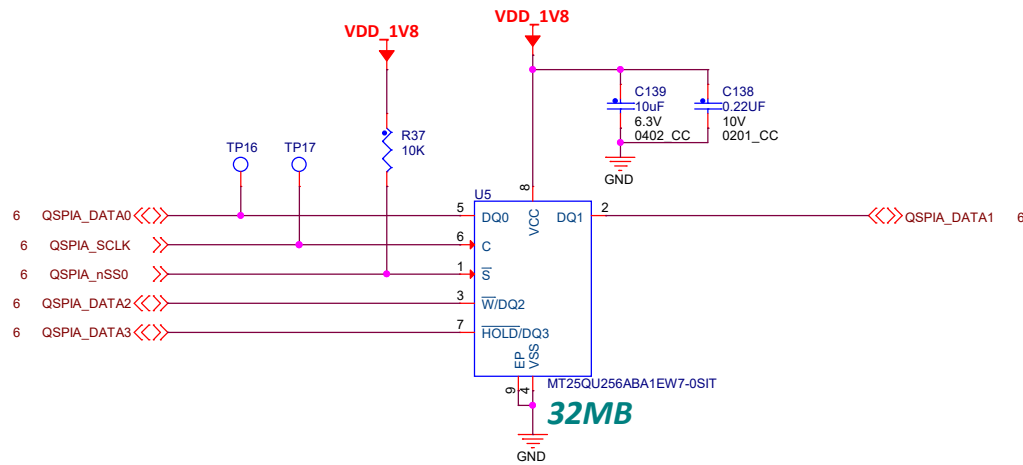 VDD_1V8
VDD_1V8
C139
10uF
6.3V
0402_CC
C138
0.22UF
10V
0201_CC
R37
10K
TP16
TP17
GND
U5
8
VCC
6 QSPIA_DATA0
5 DQ0
DQ1 2
QSPIA_DATA1 6
6 QSPIA_SCLK
6 C
6 QSPIA_nSS0
1 S
6 QSPIA_DATA2
3 W/DQ2
6 QSPIA_DATA3
7 HOLD/DQ3
EP
VSS
9
4
MT25QU256ABA1EW7-0SIT
32MB
GND